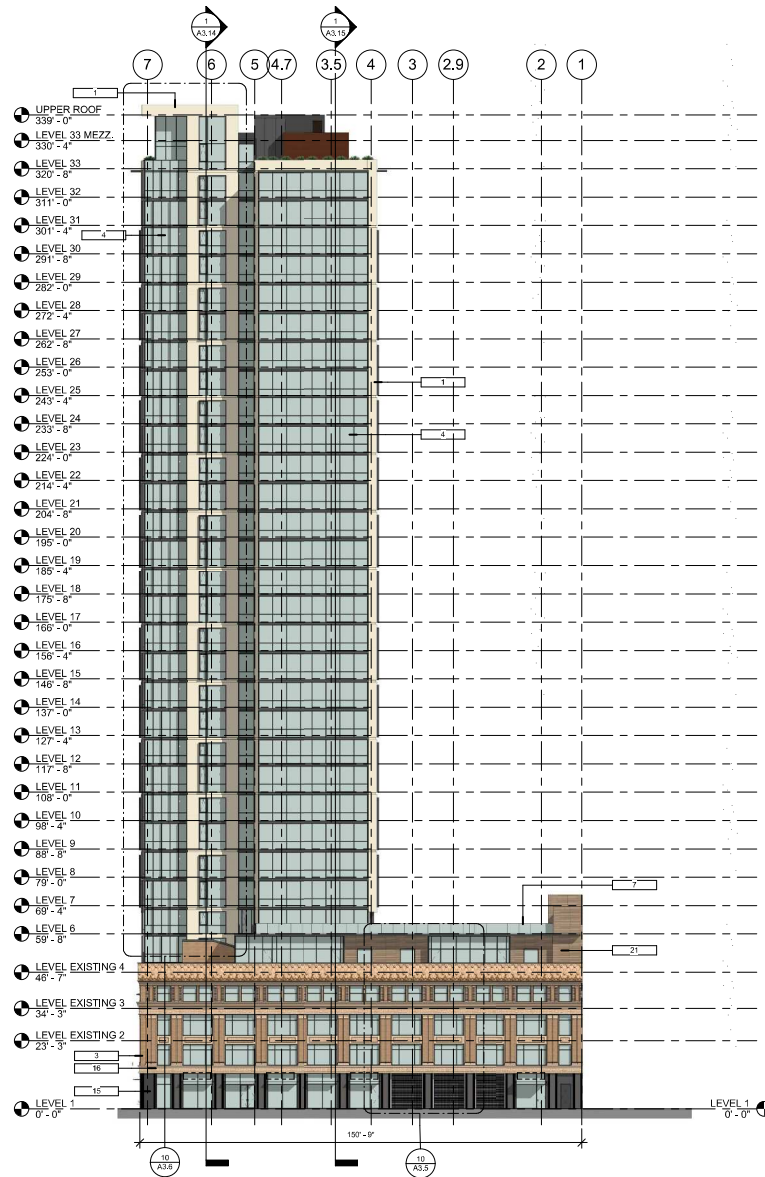 1
A3.14
1
A3.15
7
6
5
4.7
3.5
4
3
2.9
2
1
1
UPPER ROOF
339' - 0"
LEVEL 33 MEZZ.
330' - 4"
LEVEL 33
320' - 8"
LEVEL 32
311' - 0"
LEVEL 31
301' - 4"
4
LEVEL 30
291' - 8"
LEVEL 29
282' - 0"
LEVEL 28
272' - 4"
LEVEL 27
262' - 8"
LEVEL 26
253' - 0"
1
LEVEL 25
243' - 4"
LEVEL 24
233' - 8"
4
LEVEL 23
224' - 0"
LEVEL 22
214' - 4"
LEVEL 21
204' - 8"
LEVEL 20
195' - 0"
LEVEL 19
185' - 4"
LEVEL 18
175' - 8"
LEVEL 17
166' - 0"
LEVEL 16
156' - 4"
LEVEL 15
146' - 8"
LEVEL 14
137' - 0"
LEVEL 13
127' - 4"
LEVEL 12
117' - 8"
LEVEL 11
108' - 0"
LEVEL 10
98' - 4"
LEVEL 9
88' - 8"
LEVEL 8
79' - 0"
7
LEVEL 7
69' - 4"
LEVEL 6
59' - 8"
21
LEVEL EXISTING 4
46' - 7"
LEVEL EXISTING 3
34' - 3"
LEVEL EXISTING 2
23' - 3"
3
16
15
LEVEL 1
0' - 0"
LEVEL 1
0' - 0"
150' - 9"
10
A3.6
10
A3.5